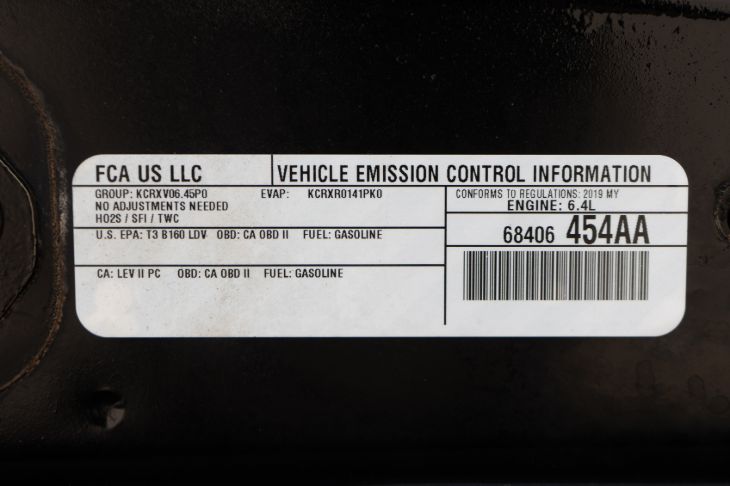 FCA US LLC
VEHICLE EMISSION CONTROL INFORMATION
GROUP: KCRXV06.45P0 EVAP: KCRXR0141PK0
NO ADJUSTMENTS NEEDED
HO2S / SFI / TWC
U.S. EPA: T3 B160 LDV OBD: CA OBD II FUEL: GASOLINE
CA: LEV II PC OBD: CA OBD II FUEL: GASOLINE
CONFORMS TO REGULATIONS: 2019 MY
ENGINE: 6.4L
68406 454AA